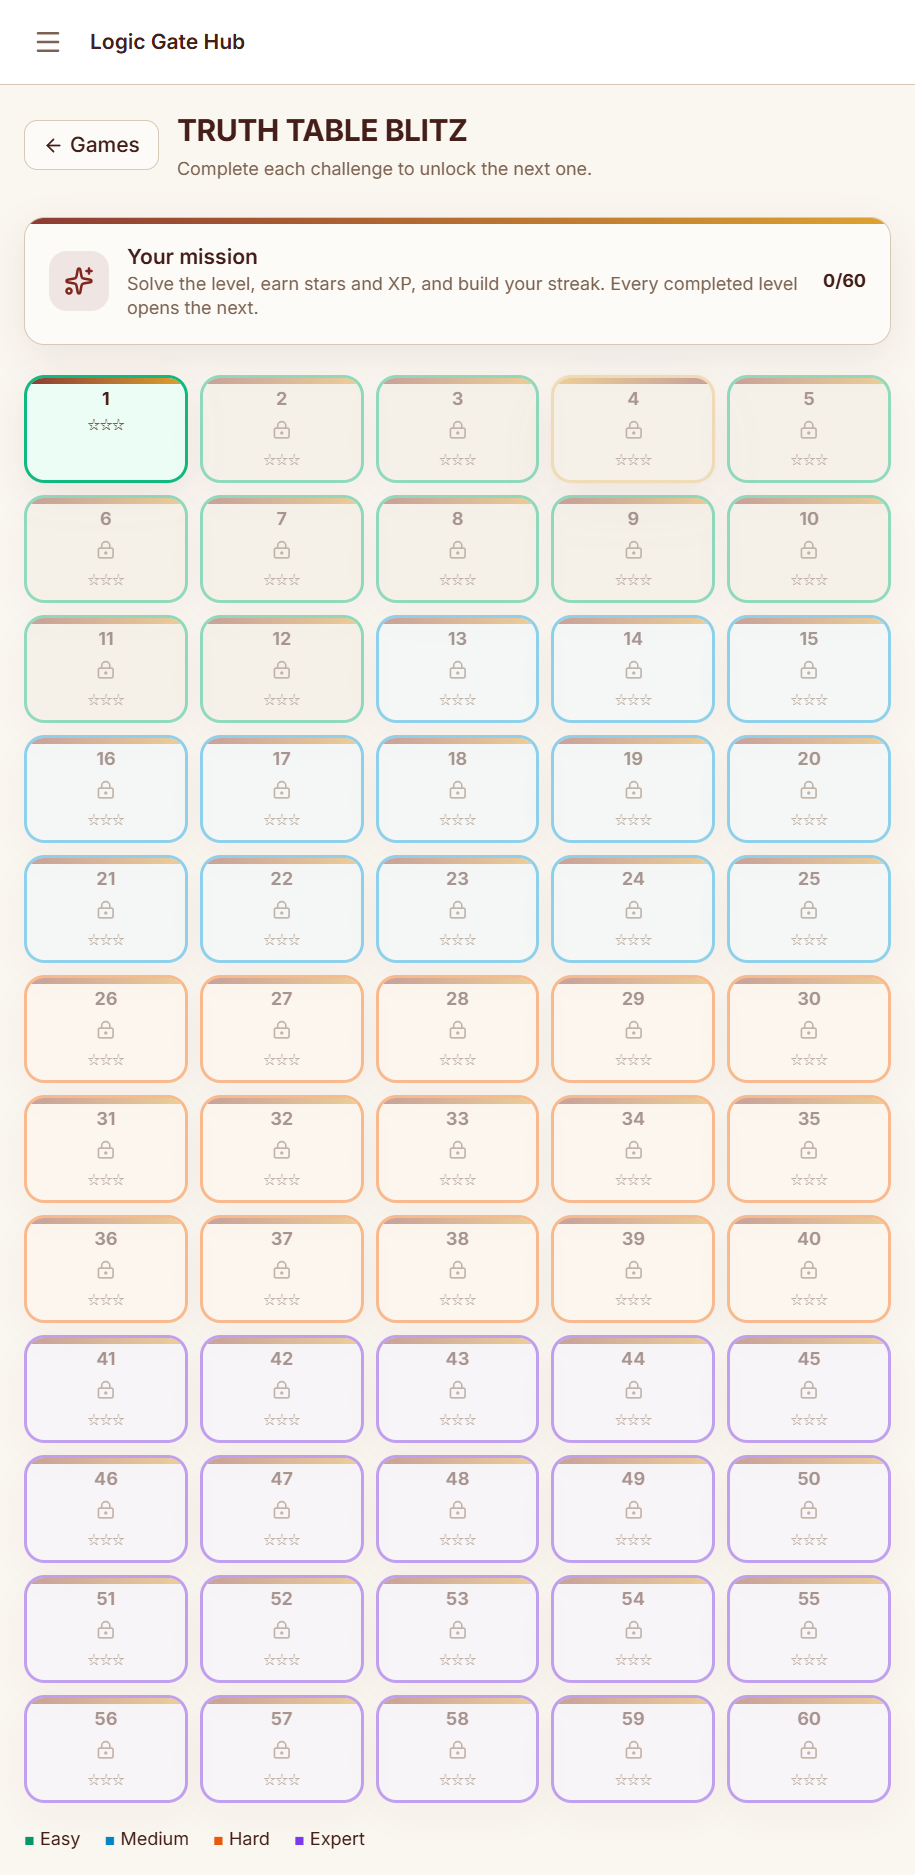 Logic Gate Hub
← Games
TRUTH TABLE BLITZ
Complete each challenge to unlock the next one.
Your mission
Solve the level, earn stars and XP, and build your streak. Every completed level
opens the next.
0/60
1 2 3 4 5
☆☆☆ ☆☆☆ ☆☆☆ ☆☆☆ ☆☆☆
6 7 8 9 10
☆☆☆ ☆☆☆ ☆☆☆ ☆☆☆ ☆☆☆
11 12 13 14 15
☆☆☆ ☆☆☆ ☆☆☆ ☆☆☆ ☆☆☆
16 17 18 19 20
☆☆☆ ☆☆☆ ☆☆☆ ☆☆☆ ☆☆☆
21 22 23 24 25
☆☆☆ ☆☆☆ ☆☆☆ ☆☆☆ ☆☆☆
26 27 28 29 30
☆☆☆ ☆☆☆ ☆☆☆ ☆☆☆ ☆☆☆
31 32 33 34 35
☆☆☆ ☆☆☆ ☆☆☆ ☆☆☆ ☆☆☆
36 37 38 39 40
☆☆☆ ☆☆☆ ☆☆☆ ☆☆☆ ☆☆☆
41 42 43 44 45
☆☆☆ ☆☆☆ ☆☆☆ ☆☆☆ ☆☆☆
46 47 48 49 50
☆☆☆ ☆☆☆ ☆☆☆ ☆☆☆ ☆☆☆
51 52 53 54 55
☆☆☆ ☆☆☆ ☆☆☆ ☆☆☆ ☆☆☆
56 57 58 59 60
☆☆☆ ☆☆☆ ☆☆☆ ☆☆☆ ☆☆☆
■ Easy ■ Medium ■ Hard ■ Expert